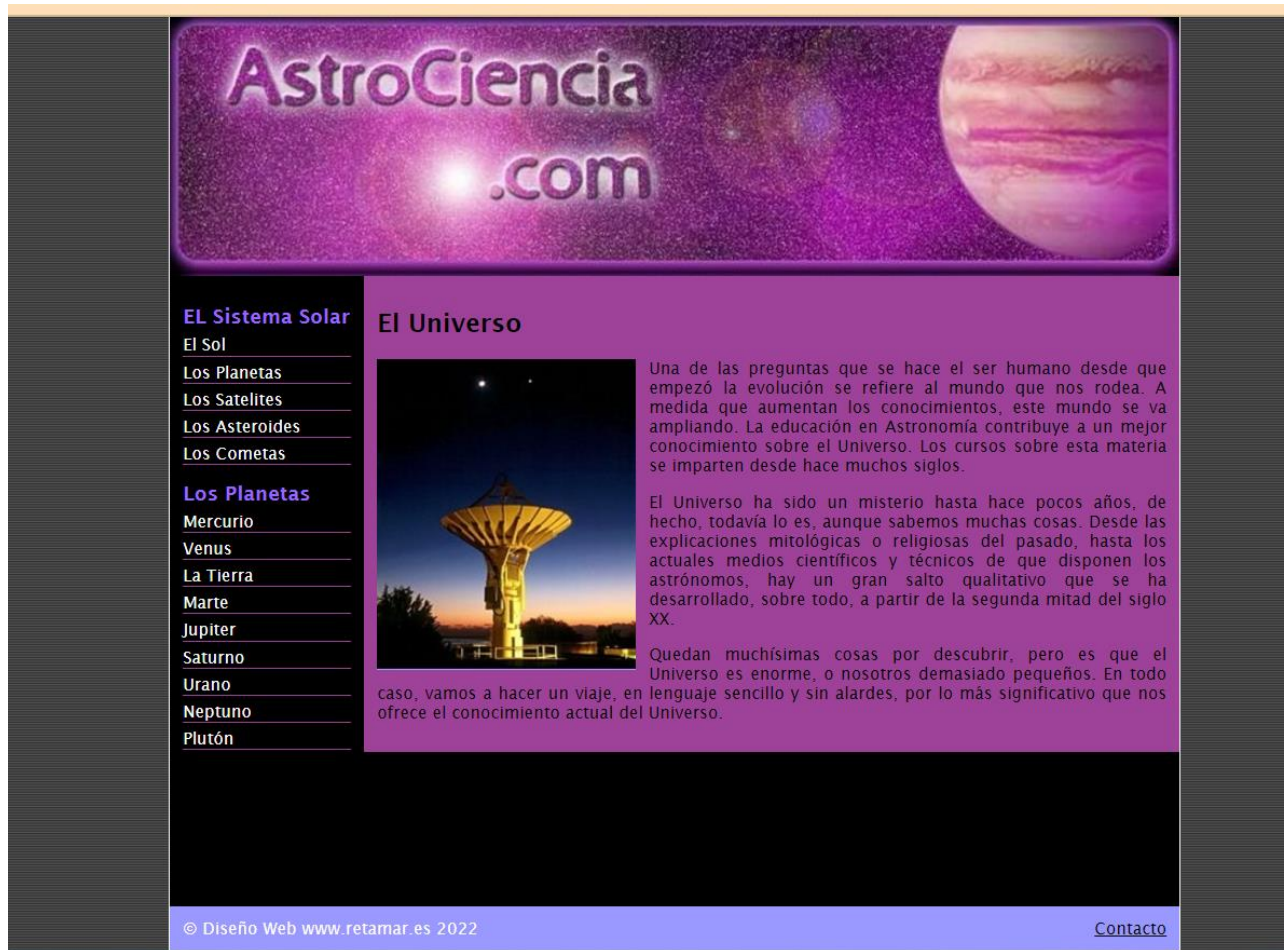 AstroCiencia
.com
EL Sistema Solar
El Sol
Los Planetas
Los Satelites
Los Asteroides
Los Cometas
Los Planetas
Mercurio
Venus
La Tierra
Marte
Jupiter
Saturno
Urano
Neptuno
Plutón
El Universo
Una de las preguntas que se hace el ser humano desde que
empezó la evolución se refiere al mundo que nos rodea. A
medida que aumentan los conocimientos, este mundo se va
ampliando. La educación en Astronomía contribuye a un mejor
conocimiento sobre el Universo. Los cursos sobre esta materia
se imparten desde hace muchos siglos.
El Universo ha sido un misterio hasta hace pocos años, de
hecho, todavía lo es, aunque sabemos muchas cosas. Desde las
explicaciones mitológicas o religiosas del pasado, hasta los
actuales medios científicos y técnicos de que disponen los
astrónomos, hay un gran salto qualitativo que se ha
desarrollado, sobre todo, a partir de la segunda mitad del siglo
XX.
Quedan muchísimas cosas por descubrir, pero es que el
Universo es enorme, o nosotros demasiado pequeños. En todo
caso, vamos a hacer un viaje, en lenguaje sencillo y sin alardes, por lo más significativo que nos
ofrece el conocimiento actual del Universo.
© Diseño Web www.retamar.es 2022
Contacto